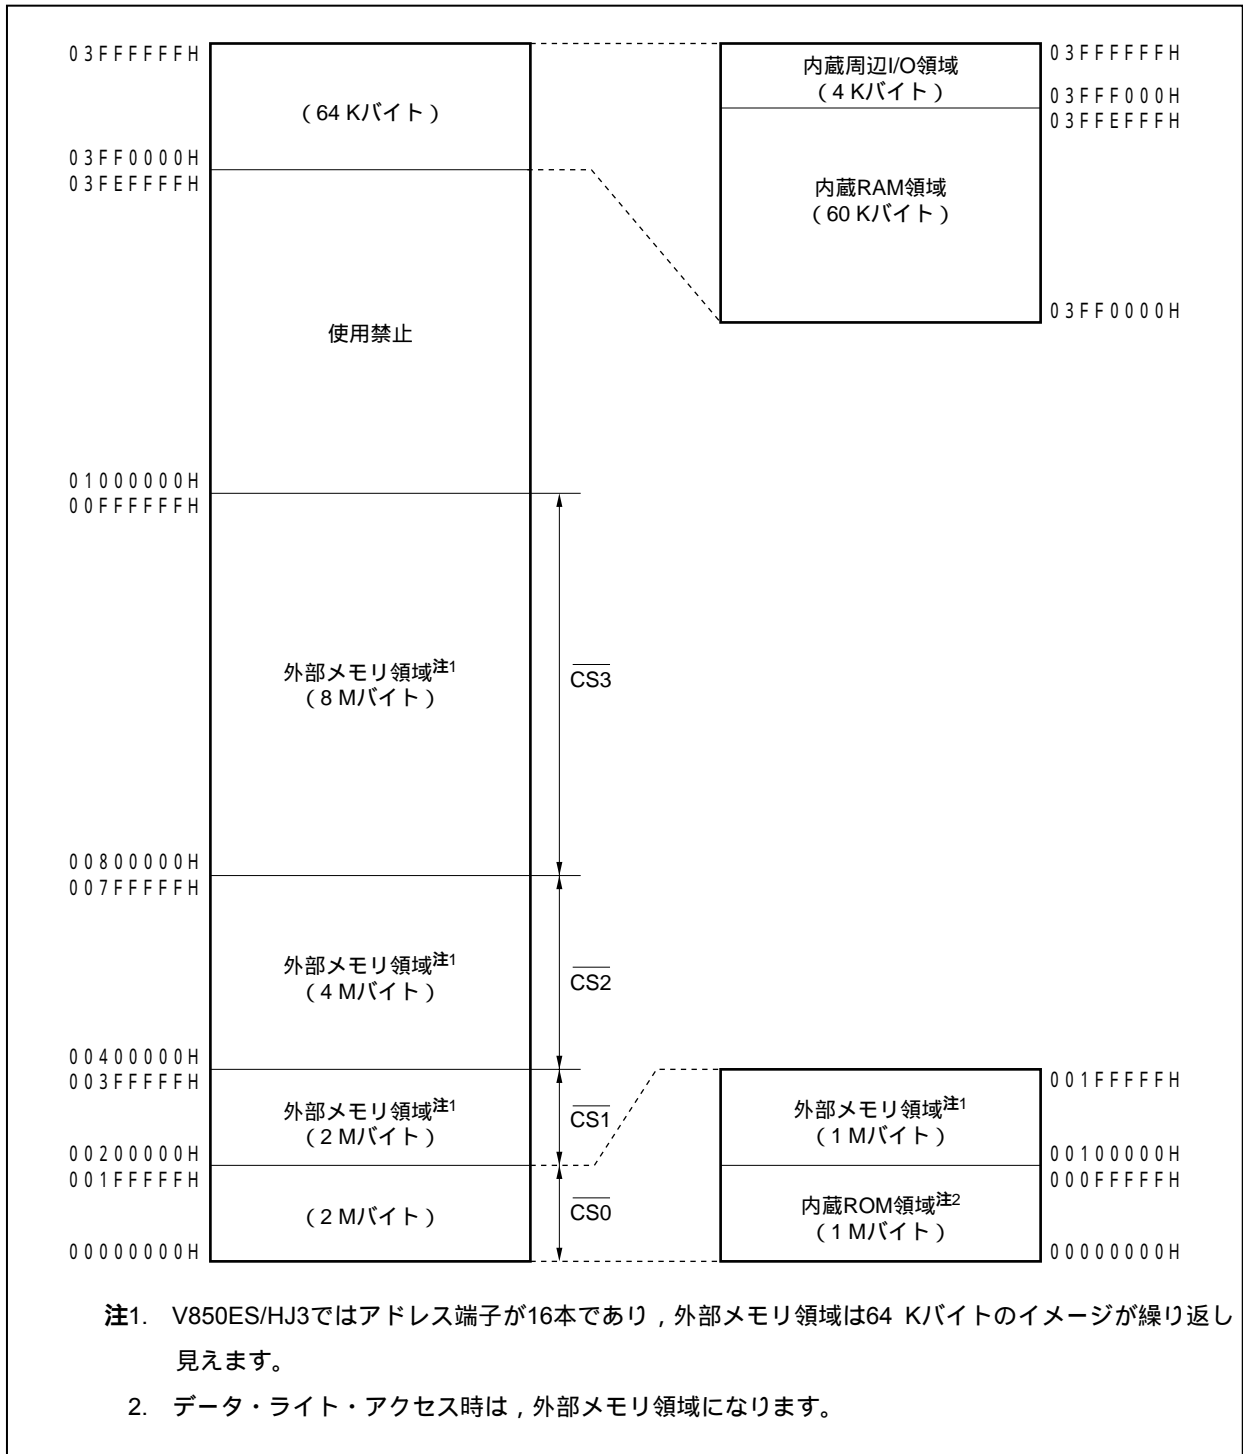 03FFFFFFH
(64 Kバイト)
03FF0000H
03FEFFFFH
使用禁止
01000000H
00FFFFFFH
外部メモリ領域注1
(8 Mバイト)
CS3
00800000H
007FFFFFH
外部メモリ領域注1
(4 Mバイト)
CS2
00400000H
003FFFFFH
外部メモリ領域注1
(2 Mバイト)
CS1
00200000H
001FFFFFH
(2 Mバイト)
CS0
00000000H
内蔵周辺I/O領域
(4 Kバイト)
03FFFFFFH
03FFF000H
03FFEFFFH
内蔵RAM領域
(60 Kバイト)
03FF0000H
001FFFFFH
外部メモリ領域注1
(1 Mバイト)
00100000H
000FFFFFH
内蔵ROM領域注2
(1 Mバイト)
00000000H
注1. V850ES/HJ3ではアドレス端子が16本であり,外部メモリ領域は64 Kバイトのイメージが繰り返し
見えます。
2. データ・ライト・アクセス時は,外部メモリ領域になります。